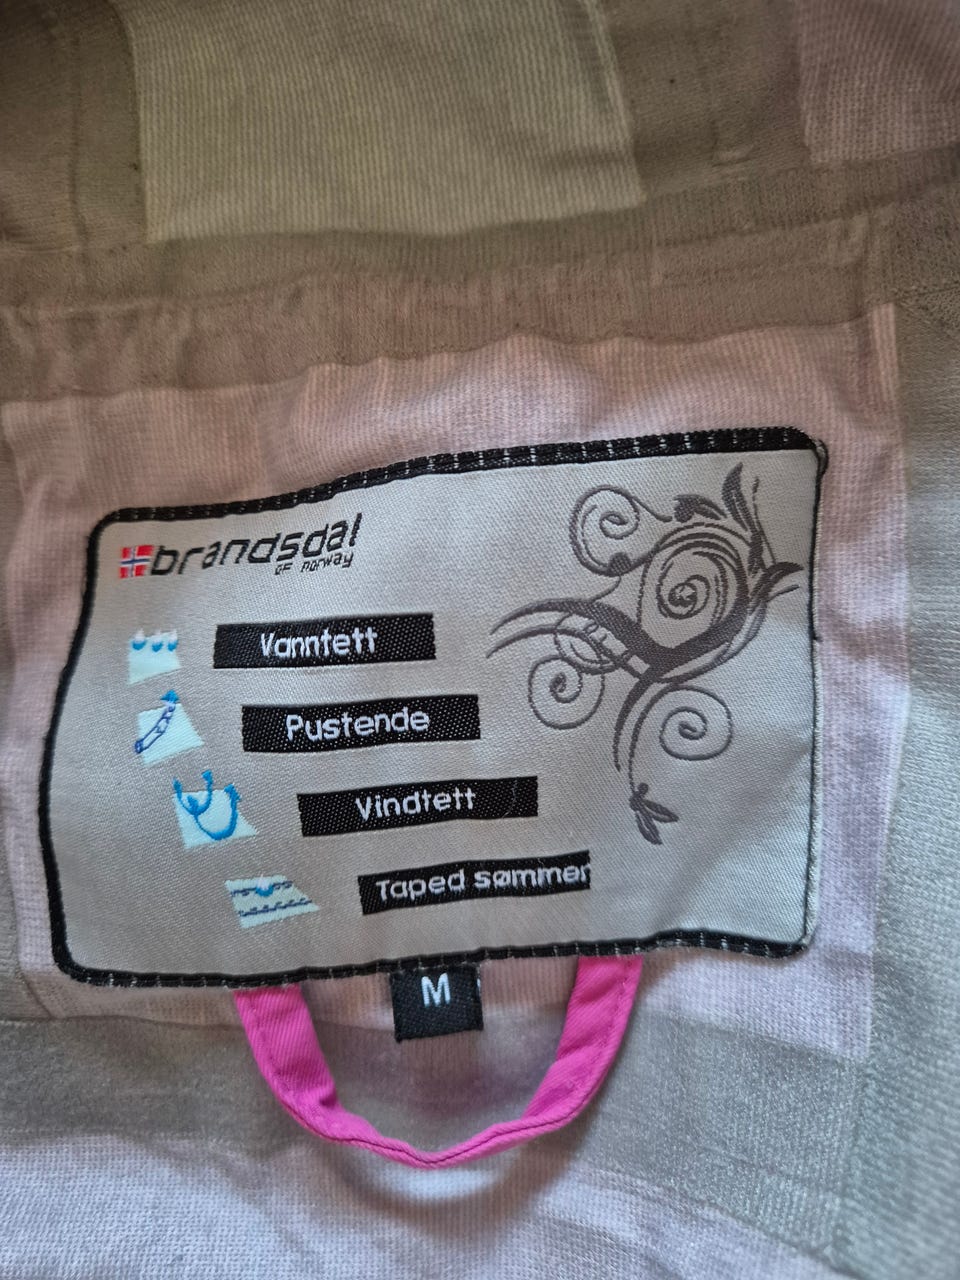 brandsdal
OF norway
Vanntett
Pustende
Vindtett
Taped sømmer
M